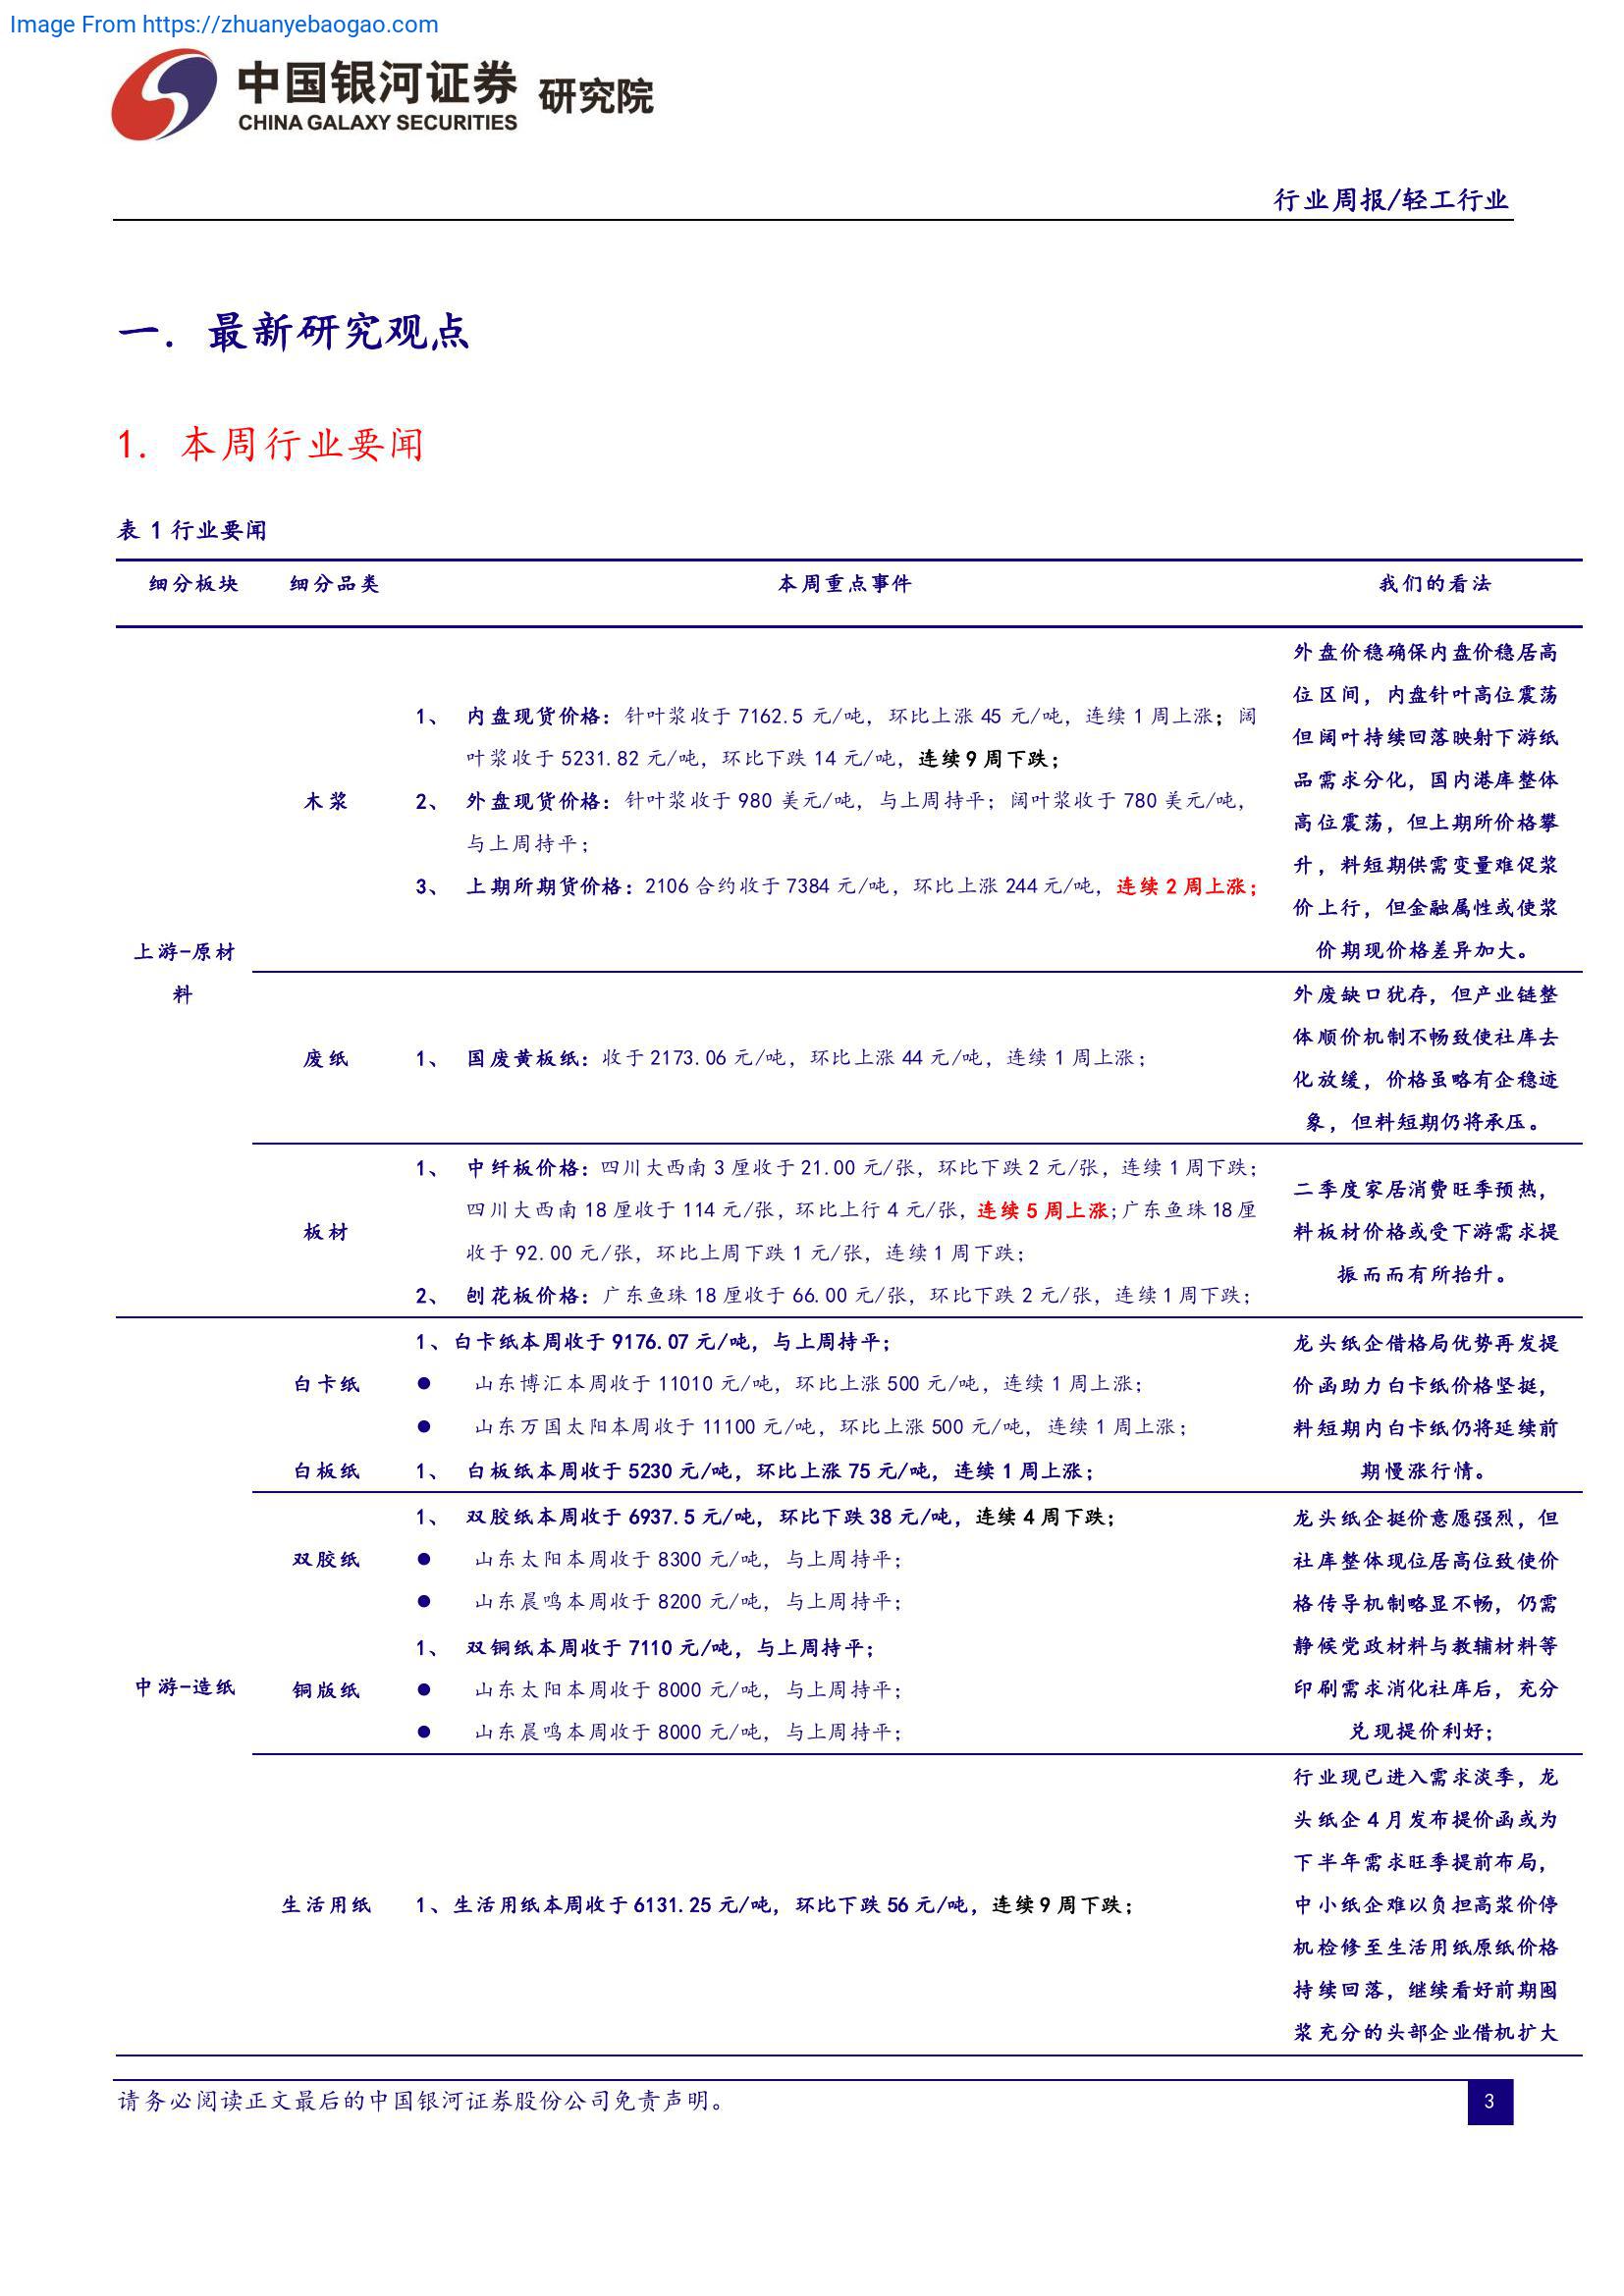 Image From https://zhuanyebaogao.com
中国银河证券 研究院
CHINA GALAXY SECURITIES
行业周报/轻工行业
一. 最新研究观点
1. 本周行业要闻
表 1 行业要闻
细分板块 细分品类 本周重点事件 我们的看法
上游-原材
料
木浆
1、 内盘现货价格：针叶浆收于 7162.5 元/吨，环比上涨 45 元/吨，连续 1 周上涨；阔
叶浆收于 5231.82 元/吨，环比下跌 14 元/吨，连续 9 周下跌；
2、 外盘现货价格：针叶浆收于 980 美元/吨，与上周持平；阔叶浆收于 780 美元/吨，
与上周持平；
3、 上期所期货价格：2106 合约收于 7384 元/吨，环比上涨 244 元/吨，连续 2 周上涨；
外盘价稳确保内盘价稳居高
位区间，内盘针叶高位震荡
但阔叶持续回落映射下游纸
品需求分化，国内港库整体
高位震荡，但上期所价格攀
升，料短期供需变量难促浆
价上行，但金融属性或使浆
价期现价格差异加大。
废纸
1、 国废黄板纸：收于 2173.06 元/吨，环比上涨 44 元/吨，连续 1 周上涨；
外废缺口犹存，但产业链整
体顺价机制不畅致使社库去
化放缓，价格虽略有企稳迹
象，但料短期仍将承压。
板材
1、 中纤板价格：四川大西南 3 厘收于 21.00 元/张，环比下跌 2 元/张，连续 1 周下跌；
四川大西南 18 厘收于 114 元/张，环比上行 4 元/张，连续 5 周上涨；广东鱼珠 18 厘
收于 92.00 元/张，环比上周下跌 1 元/张，连续 1 周下跌；
2、 刨花板价格：广东鱼珠 18 厘收于 66.00 元/张，环比下跌 2 元/张，连续 1 周下跌；
二季度家居消费旺季预热，
料板材价格或受下游需求提
振而而有所抬升。
中游-造纸
白卡纸
1、白卡纸本周收于 9176.07 元/吨，与上周持平；
● 山东博汇本周收于 11010 元/吨，环比上涨 500 元/吨，连续 1 周上涨；
● 山东万国太阳本周收于 11100 元/吨，环比上涨 500 元/吨，连续 1 周上涨；
白板纸
1、 白板纸本周收于 5230 元/吨，环比上涨 75 元/吨，连续 1 周上涨；
龙头纸企借格局优势再发提
价函助力白卡纸价格坚挺，
料短期内白卡纸仍将延续前
期慢涨行情。
双胶纸
1、 双胶纸本周收于 6937.5 元/吨，环比下跌 38 元/吨，连续 4 周下跌；
● 山东太阳本周收于 8300 元/吨，与上周持平；
● 山东晨鸣本周收于 8200 元/吨，与上周持平；
铜版纸
1、 双铜纸本周收于 7110 元/吨，与上周持平；
● 山东太阳本周收于 8000 元/吨，与上周持平；
● 山东晨鸣本周收于 8000 元/吨，与上周持平；
龙头纸企挺价意愿强烈，但
社库整体现位居高位致使价
格传导机制略显不畅，仍需
静候党政材料与教辅材料等
印刷需求消化社库后，充分
兑现提价利好；
生活用纸
1、生活用纸本周收于 6131.25 元/吨，环比下跌 56 元/吨，连续 9 周下跌；
行业现已进入需求淡季，龙
头纸企 4 月发布提价函或为
下半年需求旺季提前布局，
中小纸企难以负担高浆价停
机检修至生活用纸原纸价格
持续回落，继续看好前期囤
浆充分的头部企业借机扩大
请务必阅读正文最后的中国银河证券股份公司免责声明。
3